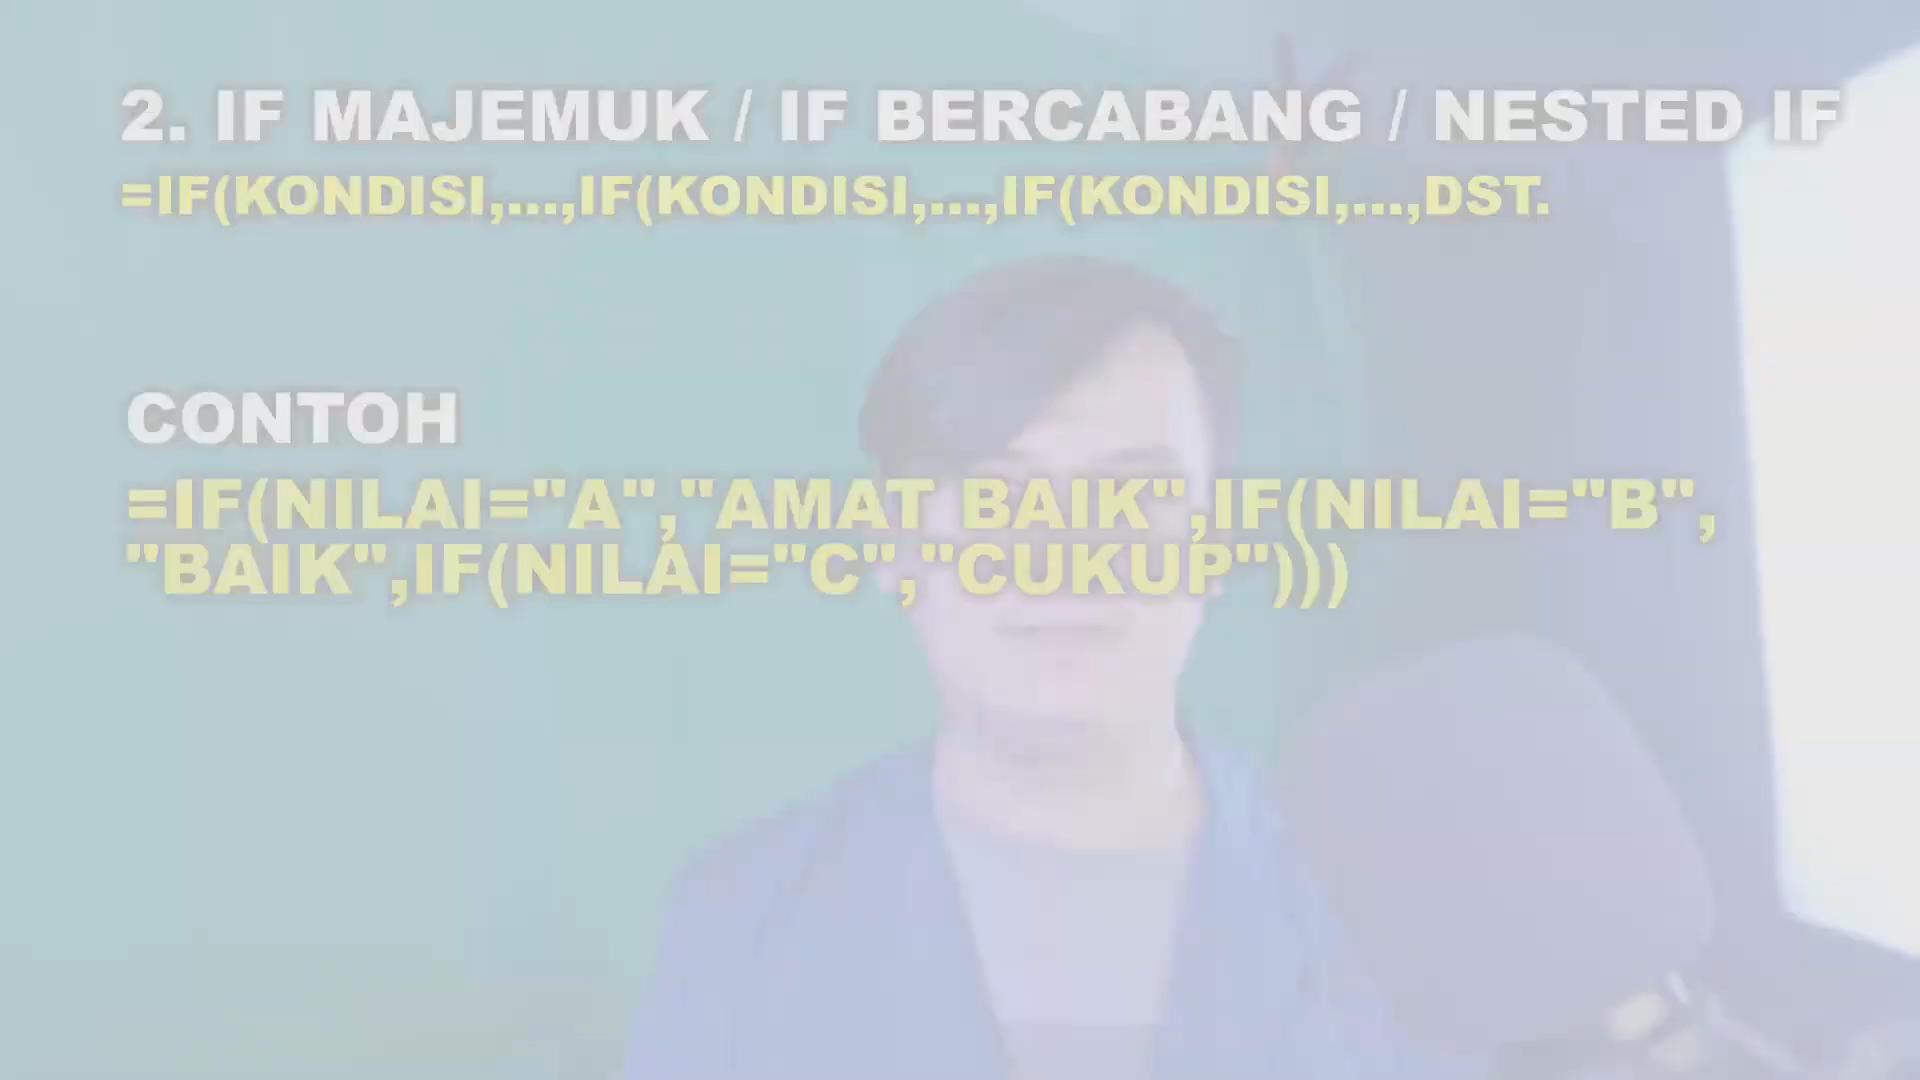 2. IF MAJEMUK / IF BERCABANG / NESTED IF
=IF(KONDISI,...,IF(KONDISI,...,IF(KONDISI,...,DST.
CONTOH
=IF(NILAI="A","AMAT BAIK",IF(NILAI="B",
"BAIK",IF(NILAI="C","CUKUP")))